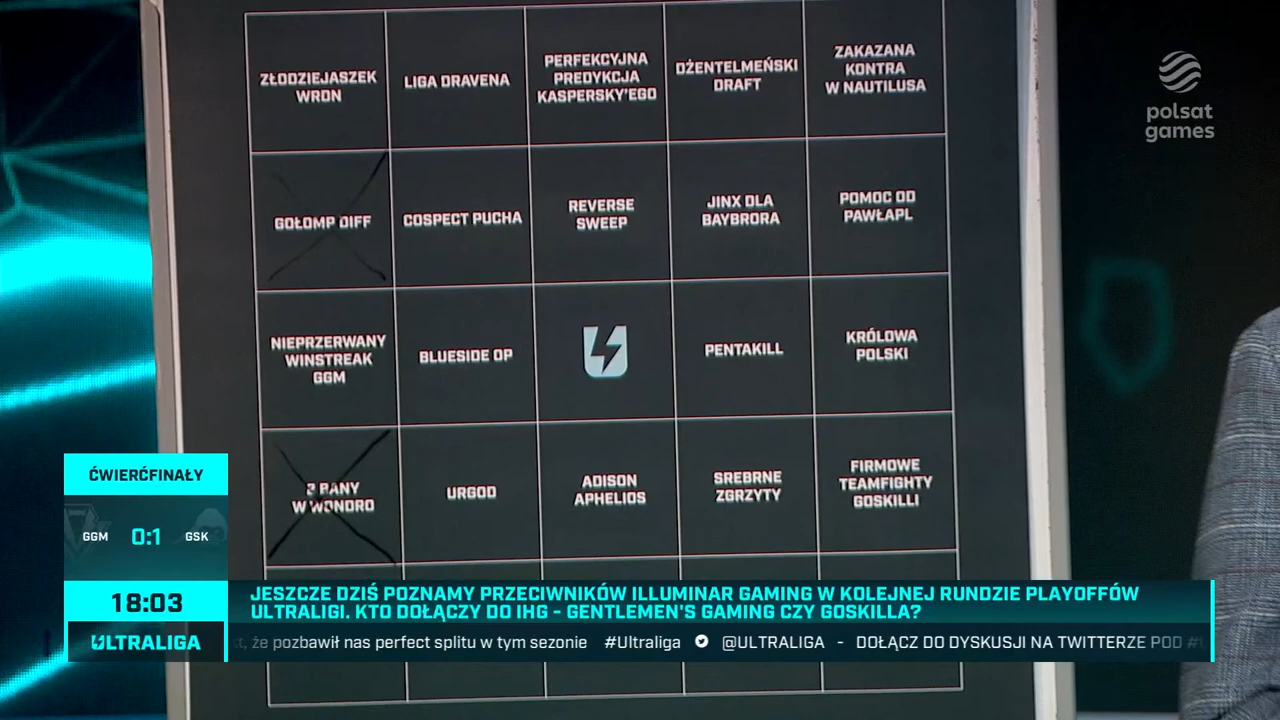 ZŁODZIEJASZEK
WRDN
LIGA DRAVENA
PERFEKCYJNA
PREDYKCJA
KASPERSKY'EGO
DŻENTELMEŃSKI
DRAFT
ZAKAZANA
KONTRA
W NAUTILUSA
polsat
games
GOŁOMP DIFF
COSPECT PUCHA
REVERSE
SWEEP
JINX DLA
BAYBRORA
POMOC OD
PAWŁAPL
NIEPRZERWANY
WINSTREAK
GGM
BLUESIDE OP
PENTAKILL
KRÓLOWA
POLSKI
3 BANY
W WONDRO
URGOD
ADISON
APHELIOS
SREBRNE
ZGRZYTY
FIRMOWE
TEAMFIGHTY
GOSKILLI
ĆWIERĆFINAŁY
GGM 0:1 GSK
18:03
JESZCZE DZIŚ POZNAMY PRZECIWNIKÓW ILLUMINAR GAMING W KOLEJNEJ RUNDZIE PLAYOFFÓW
ULTRALIGI. KTO DOŁĄCZY DO IHG - GENTLEMEN'S GAMING CZY GOSKILLA?
ULTRALIGA
że pozbawił nas perfect splitu w tym sezonie #Ultraliga @ULTRALIGA - DOŁĄCZ DO DYSKUSJI NA TWITTERZE POD